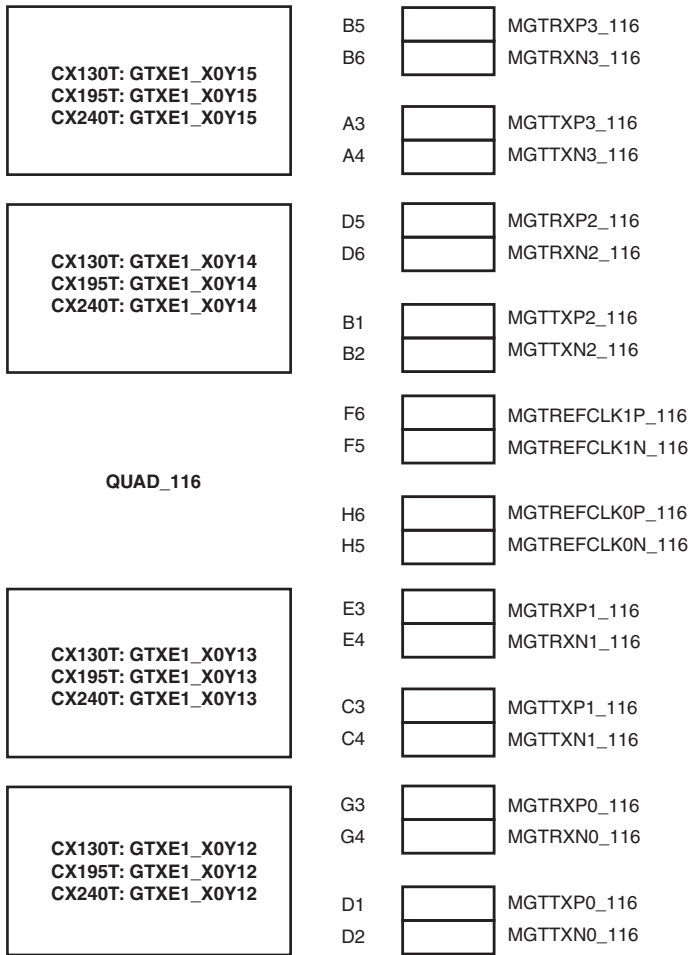 CX130T: GTXE1_X0Y15
CX195T: GTXE1_X0Y15
CX240T: GTXE1_X0Y15
B5 MGTRXP3_116
B6 MGTRXN3_116
A3 MGTTXP3_116
A4 MGTTXN3_116
CX130T: GTXE1_X0Y14
CX195T: GTXE1_X0Y14
CX240T: GTXE1_X0Y14
D5 MGTRXP2_116
D6 MGTRXN2_116
B1 MGTTXP2_116
B2 MGTTXN2_116
QUAD_116
F6 MGTREFCLK1P_116
F5 MGTREFCLK1N_116
H6 MGTREFCLK0P_116
H5 MGTREFCLK0N_116
CX130T: GTXE1_X0Y13
CX195T: GTXE1_X0Y13
CX240T: GTXE1_X0Y13
E3 MGTRXP1_116
E4 MGTRXN1_116
C3 MGTTXP1_116
C4 MGTTXN1_116
CX130T: GTXE1_X0Y12
CX195T: GTXE1_X0Y12
CX240T: GTXE1_X0Y12
G3 MGTRXP0_116
G4 MGTRXN0_116
D1 MGTTXP0_116
D2 MGTTXN0_116